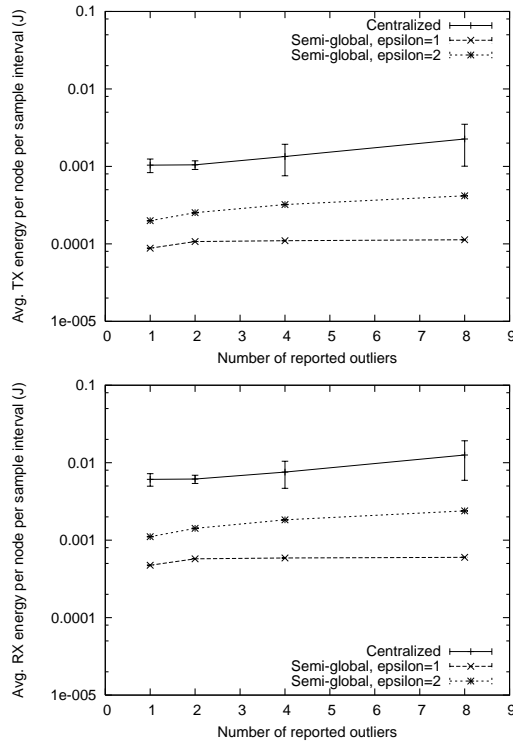 0.1
0.01
0.001
0.0001
1e-005
Avg. TX energy per node per sample interval (J)
Centralized
Semi-global, epsilon=1
Semi-global, epsilon=2
0 1 2 3 4 5 6 7 8 9
Number of reported outliers
0.1
0.01
0.001
0.0001
1e-005
Avg. RX energy per node per sample interval (J)
Centralized
Semi-global, epsilon=1
Semi-global, epsilon=2
0 1 2 3 4 5 6 7 8 9
Number of reported outliers